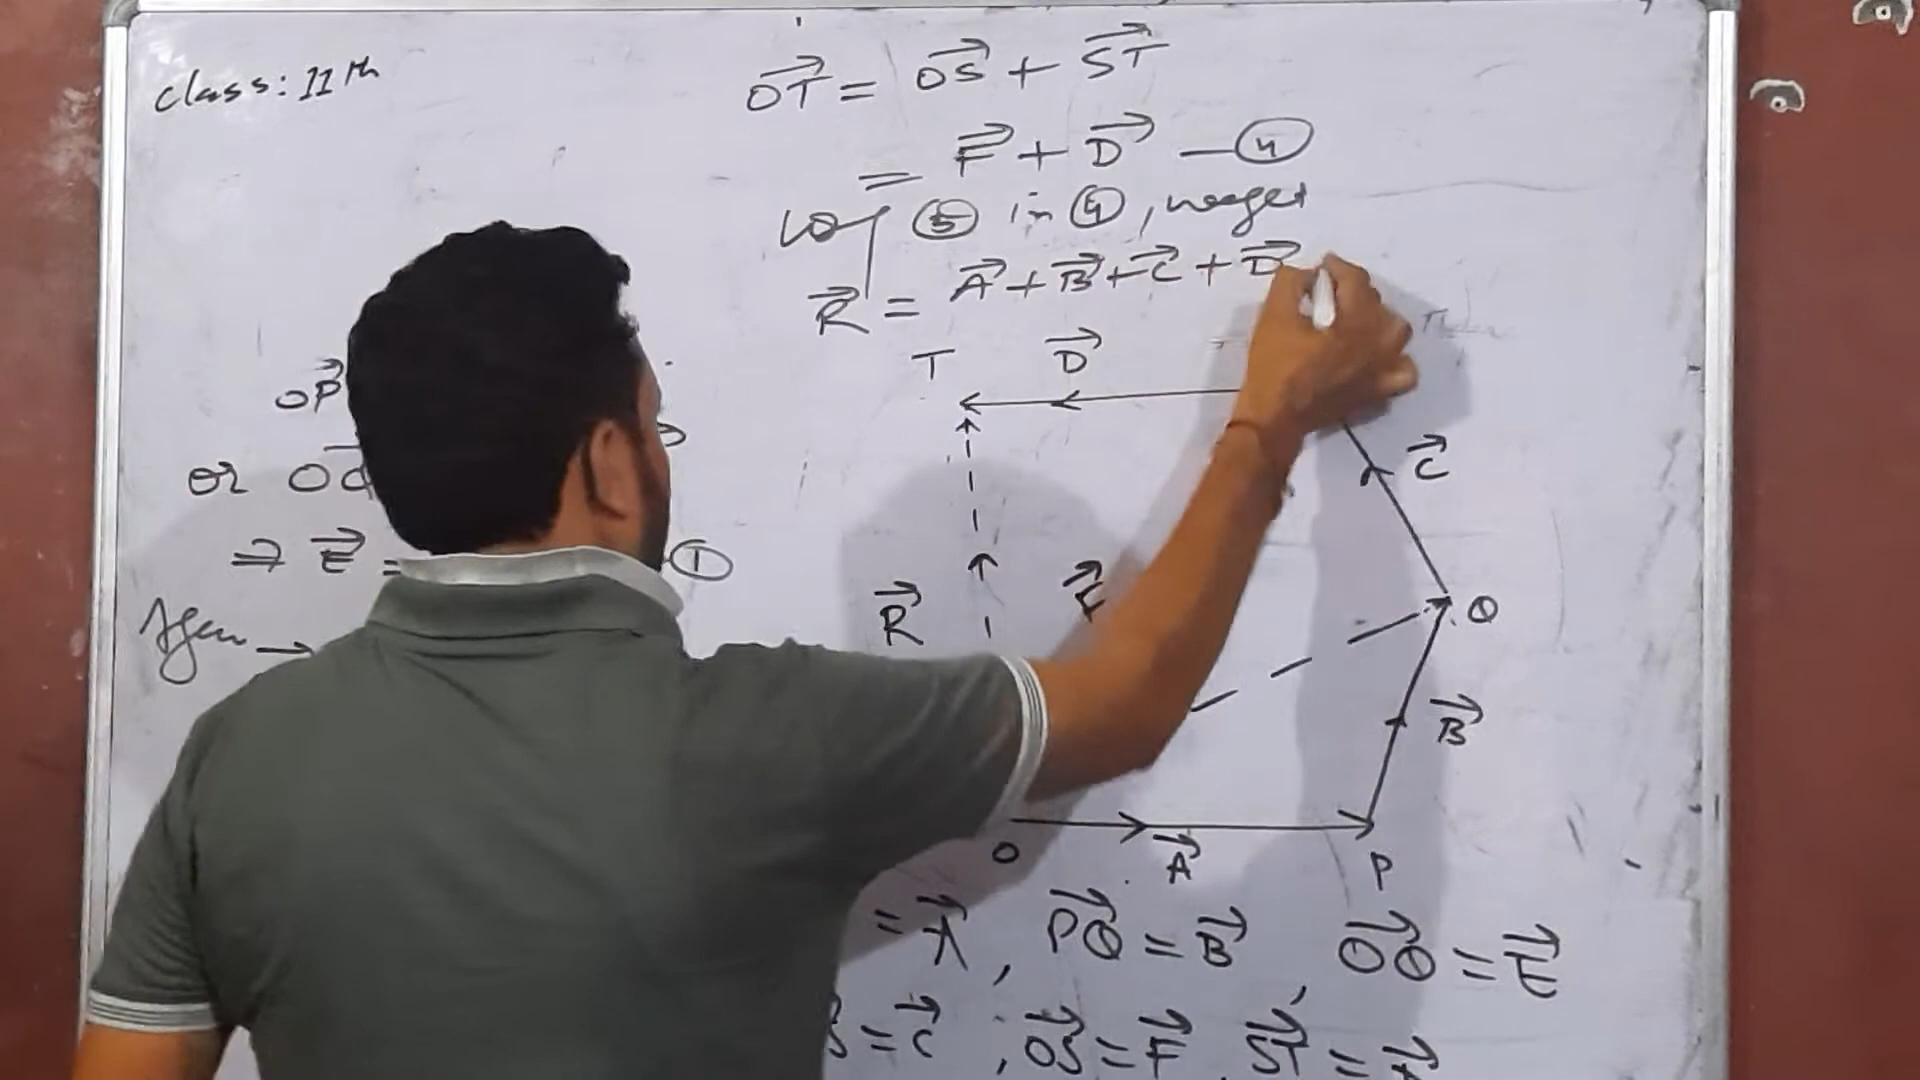 class: 11th
OT = OS + ST
= F + D — 4
5 in 4, we get
R = A + B + C + D
T D
OP
C
or OQ
⇒ E = 1
R F
Q
Again →
B
O A P
= A, PQ = B OQ = E
= C, OS = F, ST =